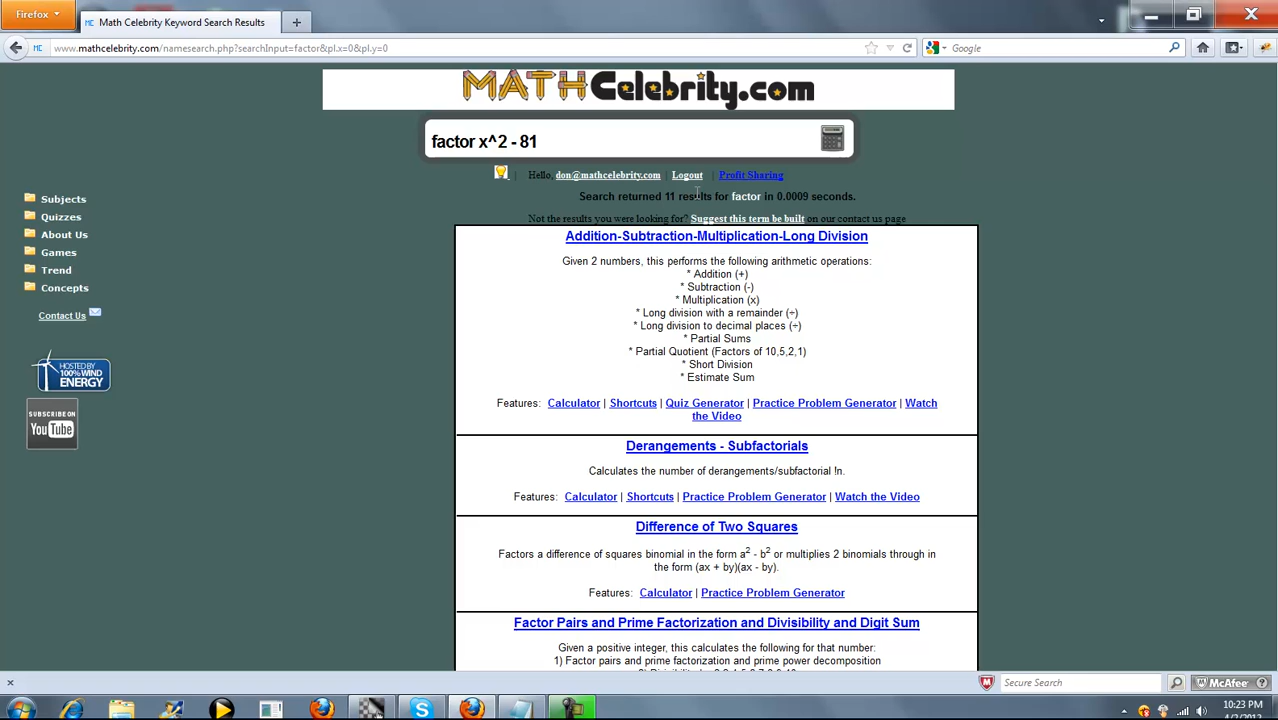 Firefox
Math Celebrity Keyword Search Results
www.mathcelebrity.com/namesearch.php?searchInput=factor&pl.x=0&pl.y=0
Google
MATHCelebrity.com
factor x^2 - 81
| Hello, don@mathcelebrity.com | Logout | Profit Sharing
Search returned 11 results for factor in 0.0009 seconds.
Not the results you were looking for? Suggest this term be built on our contact us page
Subjects
Quizzes
About Us
Games
Trend
Concepts
Contact Us
HOSTED BY
100% WIND
ENERGY
SUBSCRIBE ON
YouTube
Addition-Subtraction-Multiplication-Long Division
Given 2 numbers, this performs the following arithmetic operations:
* Addition (+)
* Subtraction (-)
* Multiplication (x)
* Long division with a remainder (÷)
* Long division to decimal places (÷)
* Partial Sums
* Partial Quotient (Factors of 10,5,2,1)
* Short Division
* Estimate Sum
Features: Calculator | Shortcuts | Quiz Generator | Practice Problem Generator | Watch
the Video
Derangements - Subfactorials
Calculates the number of derangements/subfactorial !n.
Features: Calculator | Shortcuts | Practice Problem Generator | Watch the Video
Difference of Two Squares
Factors a difference of squares binomial in the form a² - b² or multiplies 2 binomials through in
the form (ax + by)(ax - by).
Features: Calculator | Practice Problem Generator
Factor Pairs and Prime Factorization and Divisibility and Digit Sum
Given a positive integer, this calculates the following for that number:
1) Factor pairs and prime factorization and prime power decomposition
Secure Search
McAfee
10:23 PM
4/2/2012